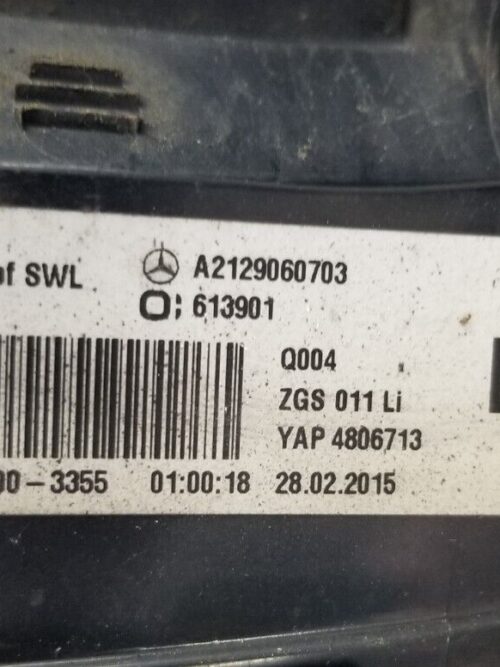 of SWL A2129060703
O; 613901
Q004
ZGS 011 Li
YAP 4806713
00-3355 01:00:18 28.02.2015